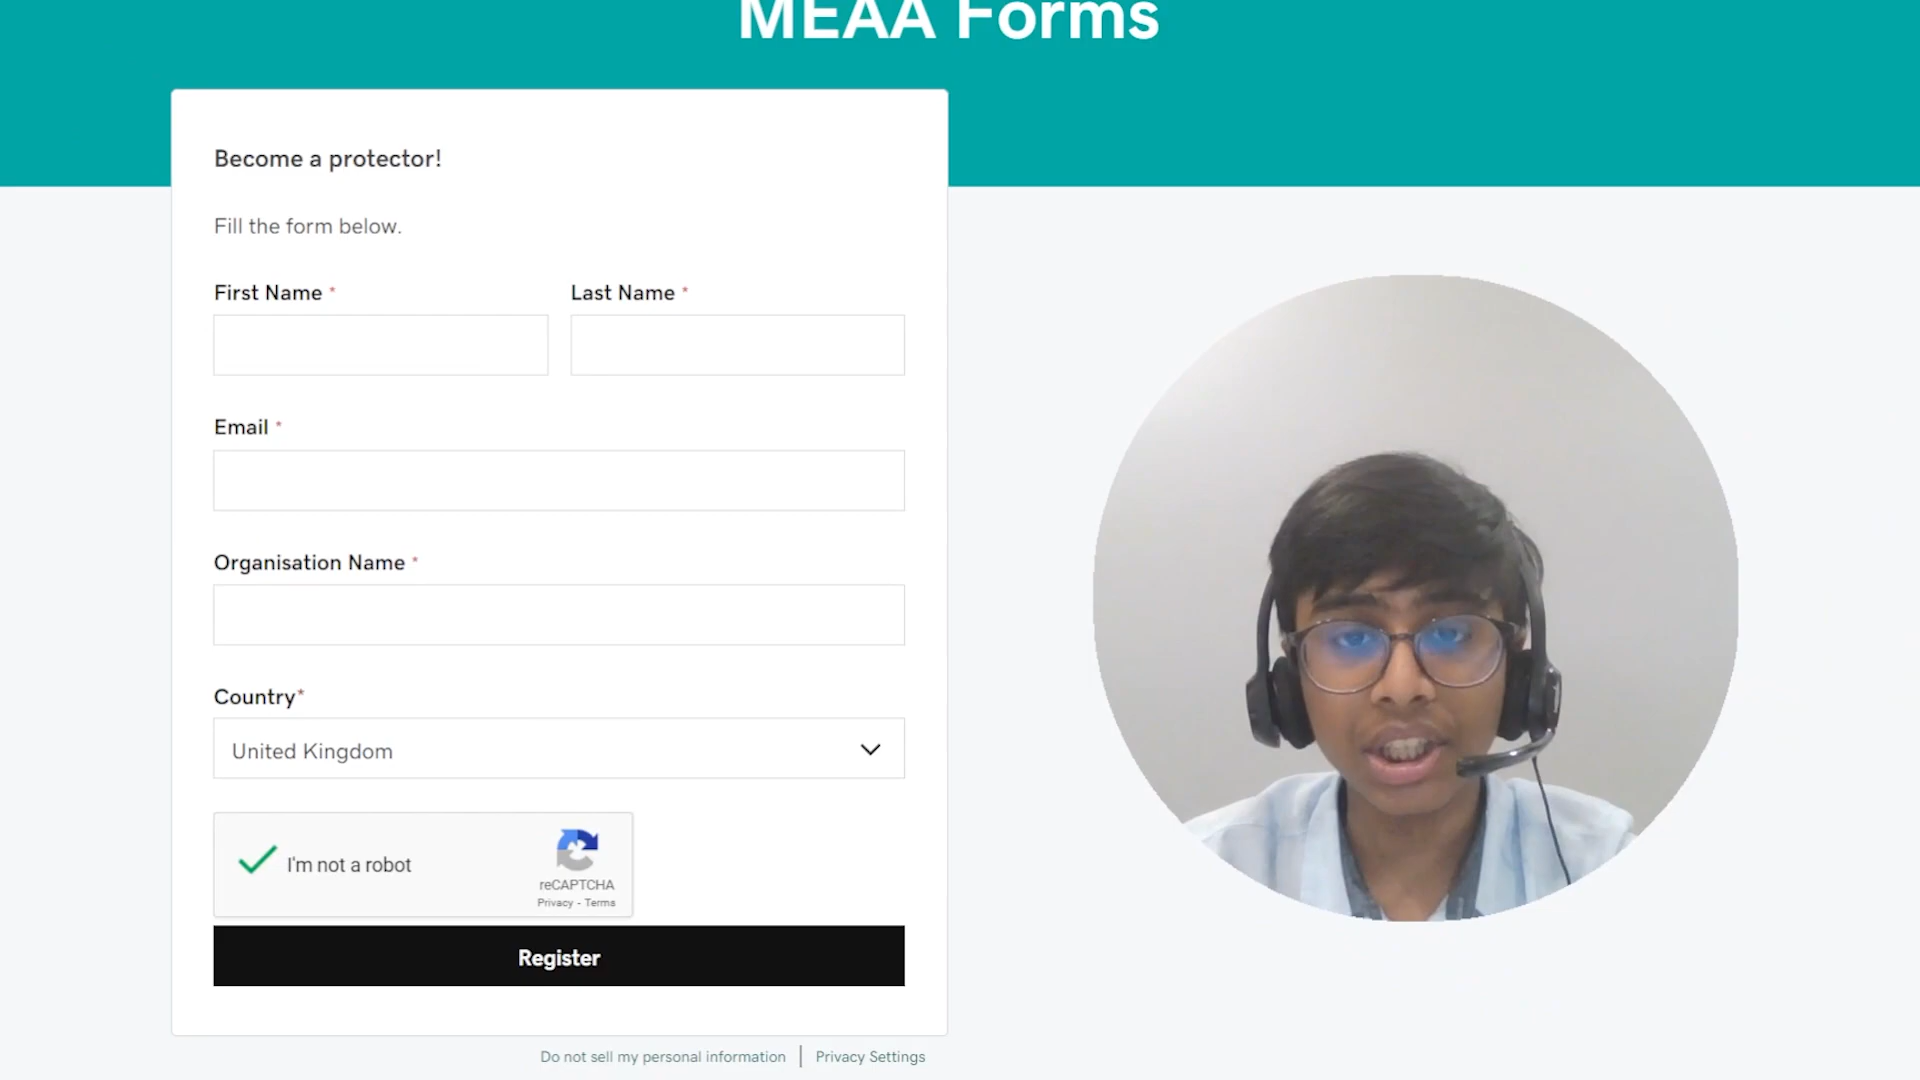 MEAA Forms
Become a protector!
Fill the form below.
First Name *
Last Name *
Email *
Organisation Name *
Country*
United Kingdom
I'm not a robot
reCAPTCHA
Privacy - Terms
Register
Do not sell my personal information | Privacy Settings